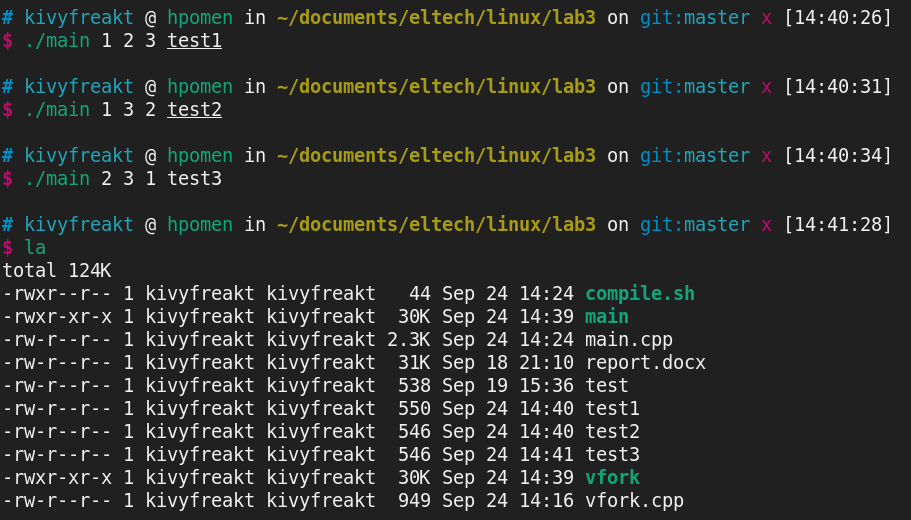 # kivyfreakt @ hpomen in ~/documents/eltech/linux/lab3 on git:master x [14:40:26]
$ ./main 1 2 3 test1
# kivyfreakt @ hpomen in ~/documents/eltech/linux/lab3 on git:master x [14:40:31]
$ ./main 1 3 2 test2
# kivyfreakt @ hpomen in ~/documents/eltech/linux/lab3 on git:master x [14:40:34]
$ ./main 2 3 1 test3
# kivyfreakt @ hpomen in ~/documents/eltech/linux/lab3 on git:master x [14:41:28]
$ la
total 124K
-rwxr--r-- 1 kivyfreakt kivyfreakt   44 Sep 24 14:24 compile.sh
-rwxr-xr-x 1 kivyfreakt kivyfreakt  30K Sep 24 14:39 main
-rw-r--r-- 1 kivyfreakt kivyfreakt 2.3K Sep 24 14:24 main.cpp
-rw-r--r-- 1 kivyfreakt kivyfreakt  31K Sep 18 21:10 report.docx
-rw-r--r-- 1 kivyfreakt kivyfreakt  538 Sep 19 15:36 test
-rw-r--r-- 1 kivyfreakt kivyfreakt  550 Sep 24 14:40 test1
-rw-r--r-- 1 kivyfreakt kivyfreakt  546 Sep 24 14:40 test2
-rw-r--r-- 1 kivyfreakt kivyfreakt  546 Sep 24 14:41 test3
-rwxr-xr-x 1 kivyfreakt kivyfreakt  30K Sep 24 14:39 vfork
-rw-r--r-- 1 kivyfreakt kivyfreakt  949 Sep 24 14:16 vfork.cpp